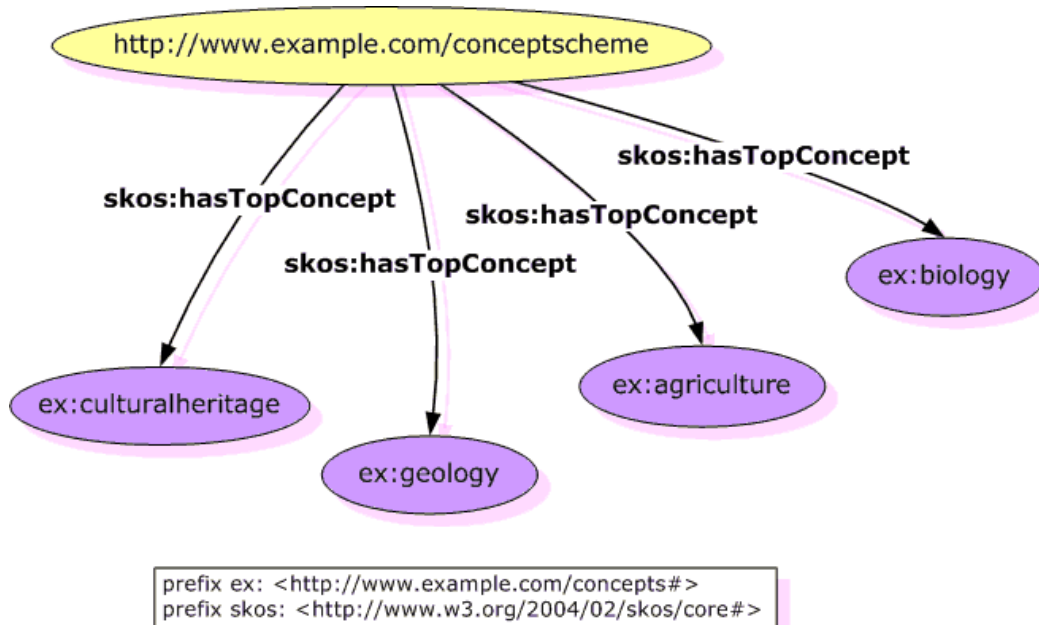 http://www.example.com/conceptscheme
skos:hasTopConcept
skos:hasTopConcept
skos:hasTopConcept
skos:hasTopConcept
ex:biology
ex:agriculture
ex:culturalheritage
ex:geology
prefix ex: <http://www.example.com/concepts#>
prefix skos: <http://www.w3.org/2004/02/skos/core#>